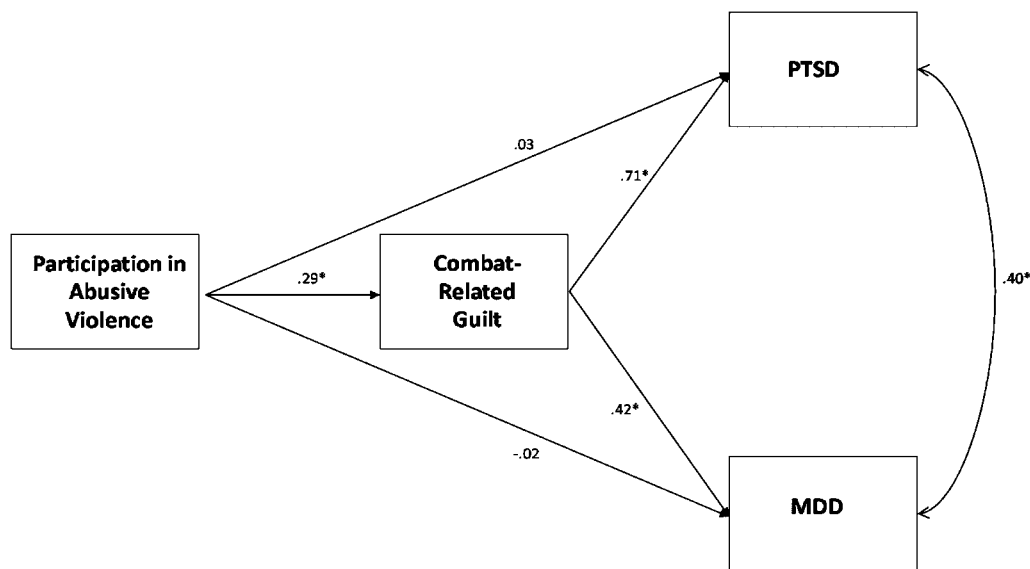 PTSD
.03
.71*
Participation in
Abusive
Violence
.29*
Combat-
Related
Guilt
.40*
.42*
-.02
MDD